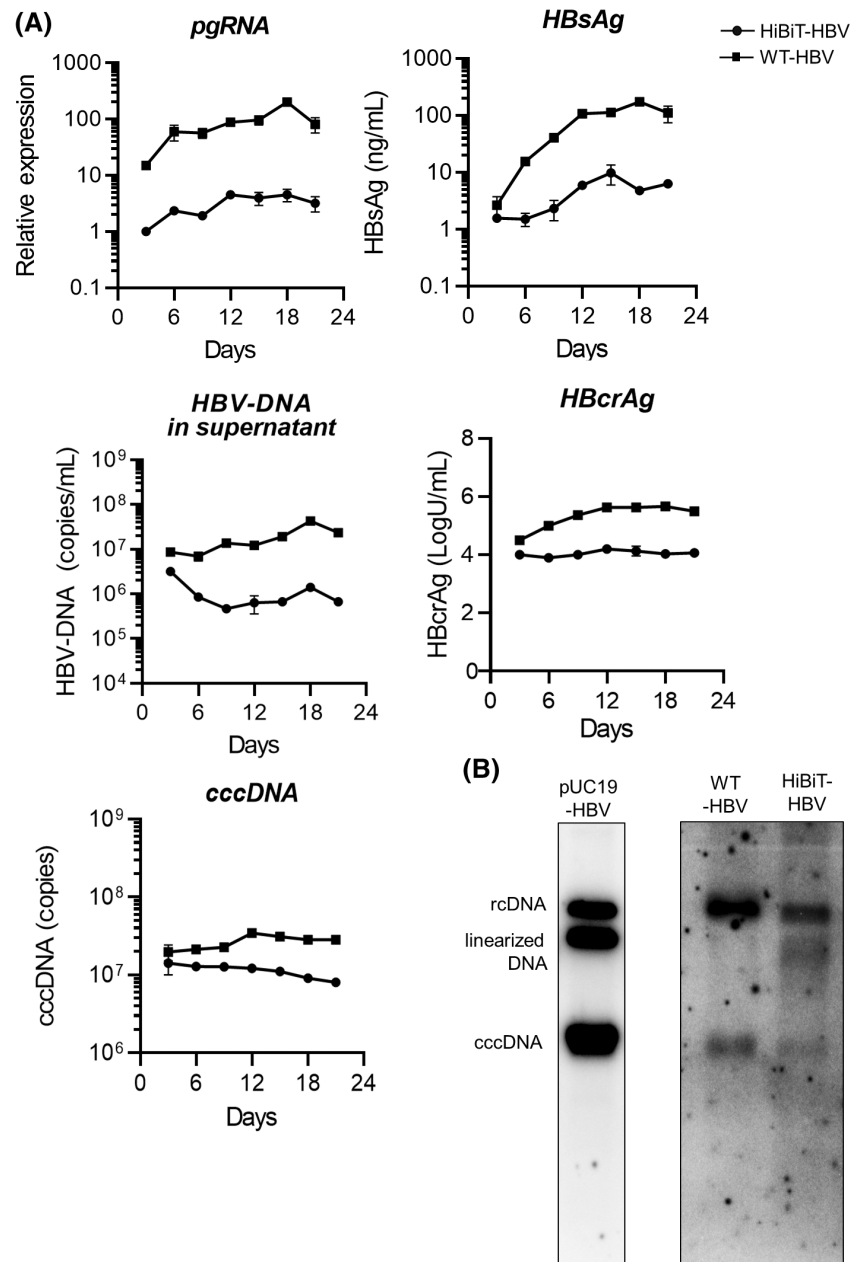 (A)
pgRNA
Relative expression
1000
100
10
1
0.1
0 6 12 18 24
Days
HBsAg
HBsAg (ng/mL)
1000
100
10
1
0.1
0 6 12 18 24
Days
HiBiT-HBV
WT-HBV
HBV-DNA
in supernatant
HBV-DNA (copies/mL)
10⁹
10⁸
10⁷
10⁶
10⁵
10⁴
0 6 12 18 24
Days
HBcrAg
HBcrAg (LogU/mL)
8
6
4
2
0
0 6 12 18 24
Days
cccDNA
cccDNA (copies)
10⁹
10⁸
10⁷
10⁶
0 6 12 18 24
Days
(B)
pUC19
-HBV
WT
-HBV
HiBiT-
HBV
rcDNA
linearized
DNA
cccDNA